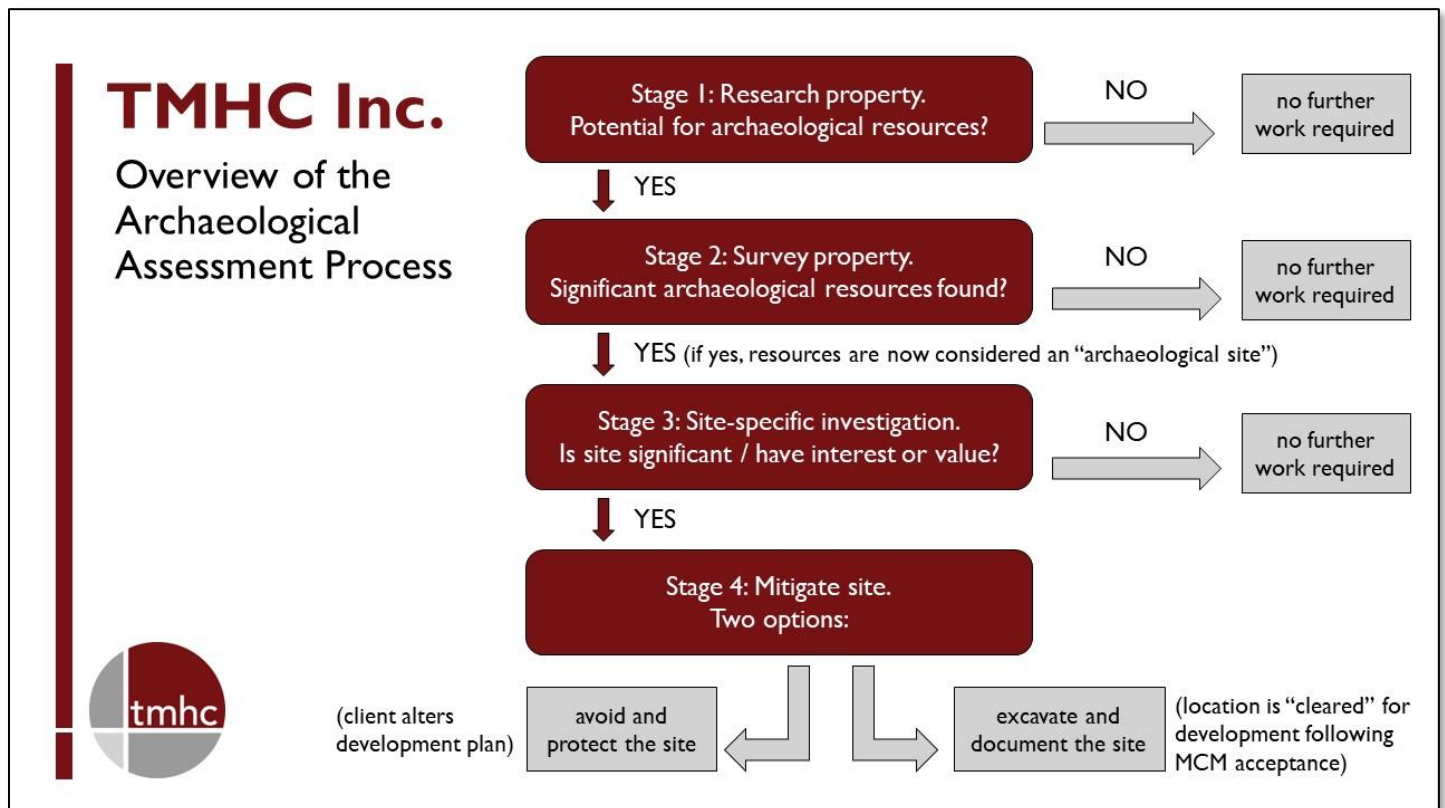 TMHC Inc.
Overview of the
Archaeological
Assessment Process
Stage 1: Research property.
Potential for archaeological resources?
NO
no further
work required
YES
Stage 2: Survey property.
Significant archaeological resources found?
NO
no further
work required
YES (if yes, resources are now considered an “archaeological site”)
Stage 3: Site-specific investigation.
Is site significant / have interest or value?
NO
no further
work required
YES
Stage 4: Mitigate site.
Two options:
(client alters
development plan)
avoid and
protect the site
excavate and
document the site
(location is “cleared” for
development following
MCM acceptance)
tmhc